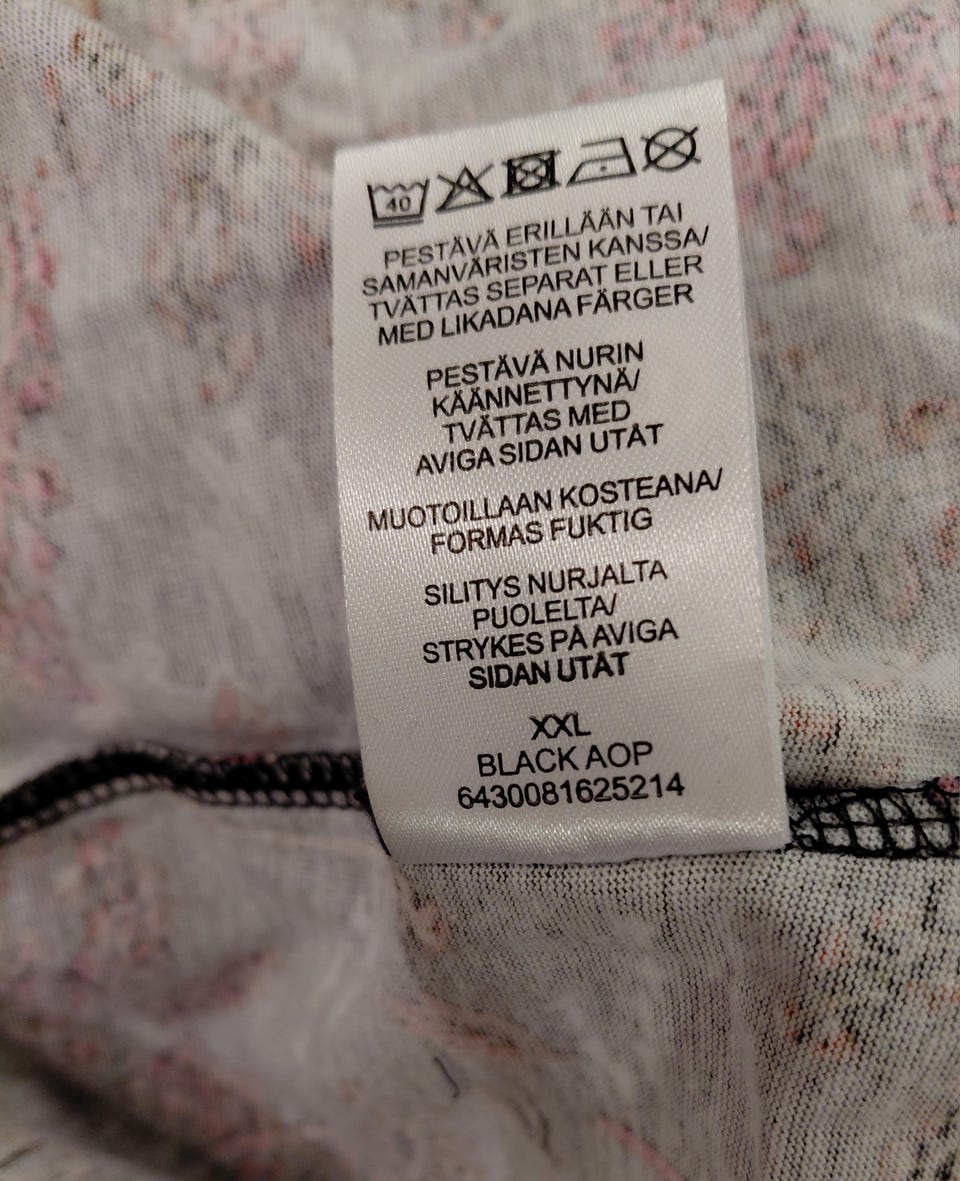 40
PESTÄVÄ ERILLÄÄN TAI
SAMANVÄRISTEN KANSSA/
TVÄTTAS SEPARAT ELLER
MED LIKADANA FÄRGER
PESTÄVÄ NURIN
KÄÄNNETTYNÄ/
TVÄTTAS MED
AVIGA SIDAN UTÅT
MUOTOILLAAN KOSTEANA/
FORMAS FUKTIG
SILITYS NURJALTA
PUOLELTA/
STRYKES PÅ AVIGA
SIDAN UTÅT
XXL
BLACK AOP
6430081625214